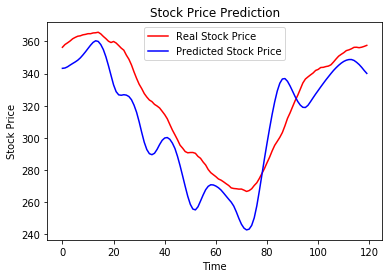 Stock Price Prediction
Real Stock Price
Predicted Stock Price
Stock Price
360
340
320
300
280
260
240
0 20 40 60 80 100 120
Time